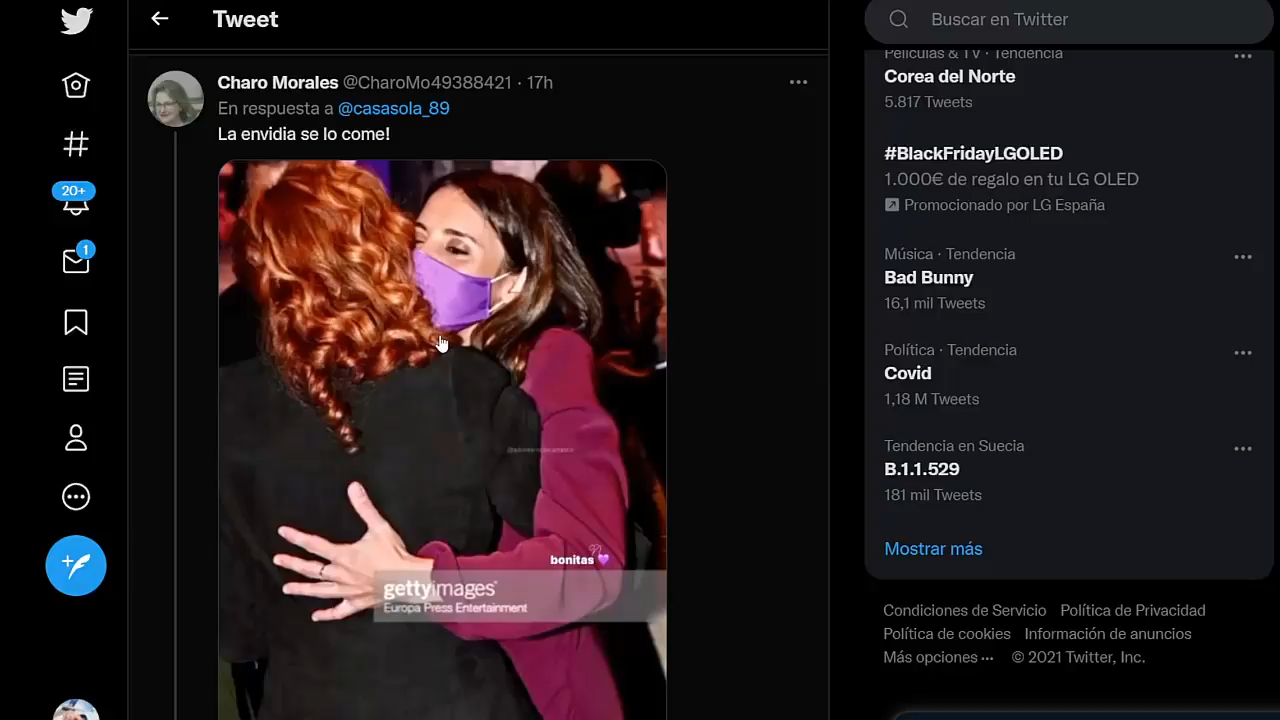 Tweet
Charo Morales @CharoMo49388421 · 17h
En respuesta a @casasola_89
La envidia se lo come!
bonitas 💜
gettyimages®
Europa Press Entertainment
20+
1
Buscar en Twitter
Películas & TV · Tendencia
Corea del Norte
5.817 Tweets
#BlackFridayLGOLED
1.000€ de regalo en tu LG OLED
Promocionado por LG España
Música · Tendencia
Bad Bunny
16,1 mil Tweets
Política · Tendencia
Covid
1,18 M Tweets
Tendencia en Suecia
B.1.1.529
181 mil Tweets
Mostrar más
Condiciones de Servicio Política de Privacidad
Política de cookies Información de anuncios
Más opciones ··· © 2021 Twitter, Inc.